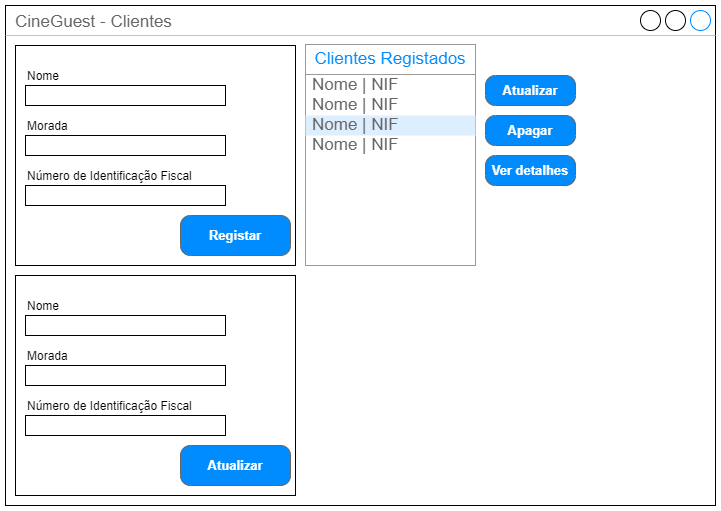 CineGuest - Clientes
Nome
Morada
Número de Identificação Fiscal
Registar
Clientes Registados
Nome | NIF
Nome | NIF
Nome | NIF
Nome | NIF
Atualizar
Apagar
Ver detalhes
Nome
Morada
Número de Identificação Fiscal
Atualizar